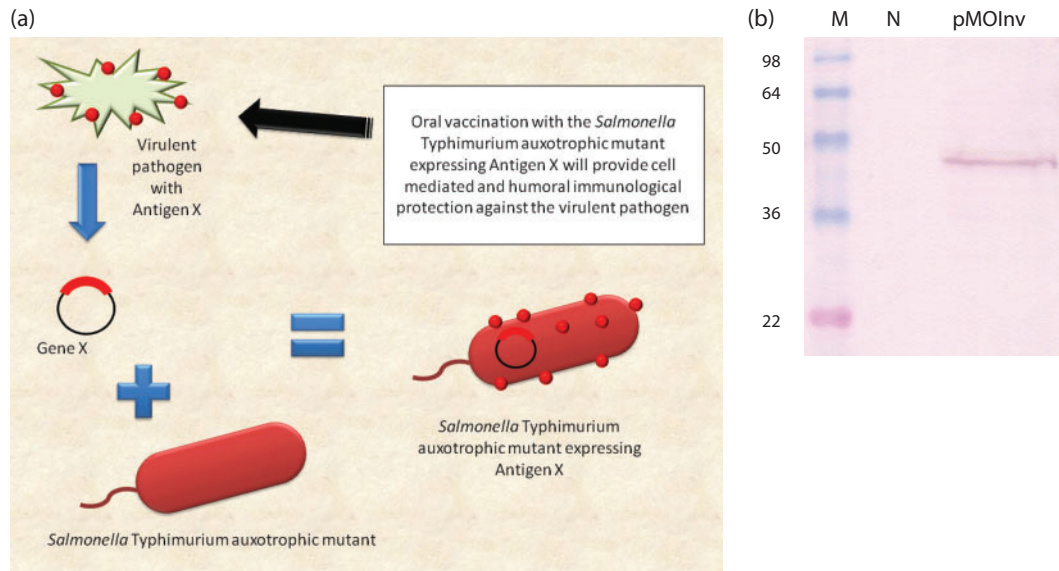 (a)
Virulent
pathogen
with
Antigen X
Oral vaccination with the Salmonella
Typhimurium auxotrophic mutant
expressing Antigen X will provide cell
mediated and humoral immunological
protection against the virulent pathogen
Gene X
Salmonella Typhimurium
auxotrophic mutant expressing
Antigen X
Salmonella Typhimurium auxotrophic mutant
(b)
M N pMOInv
98
64
50
36
22